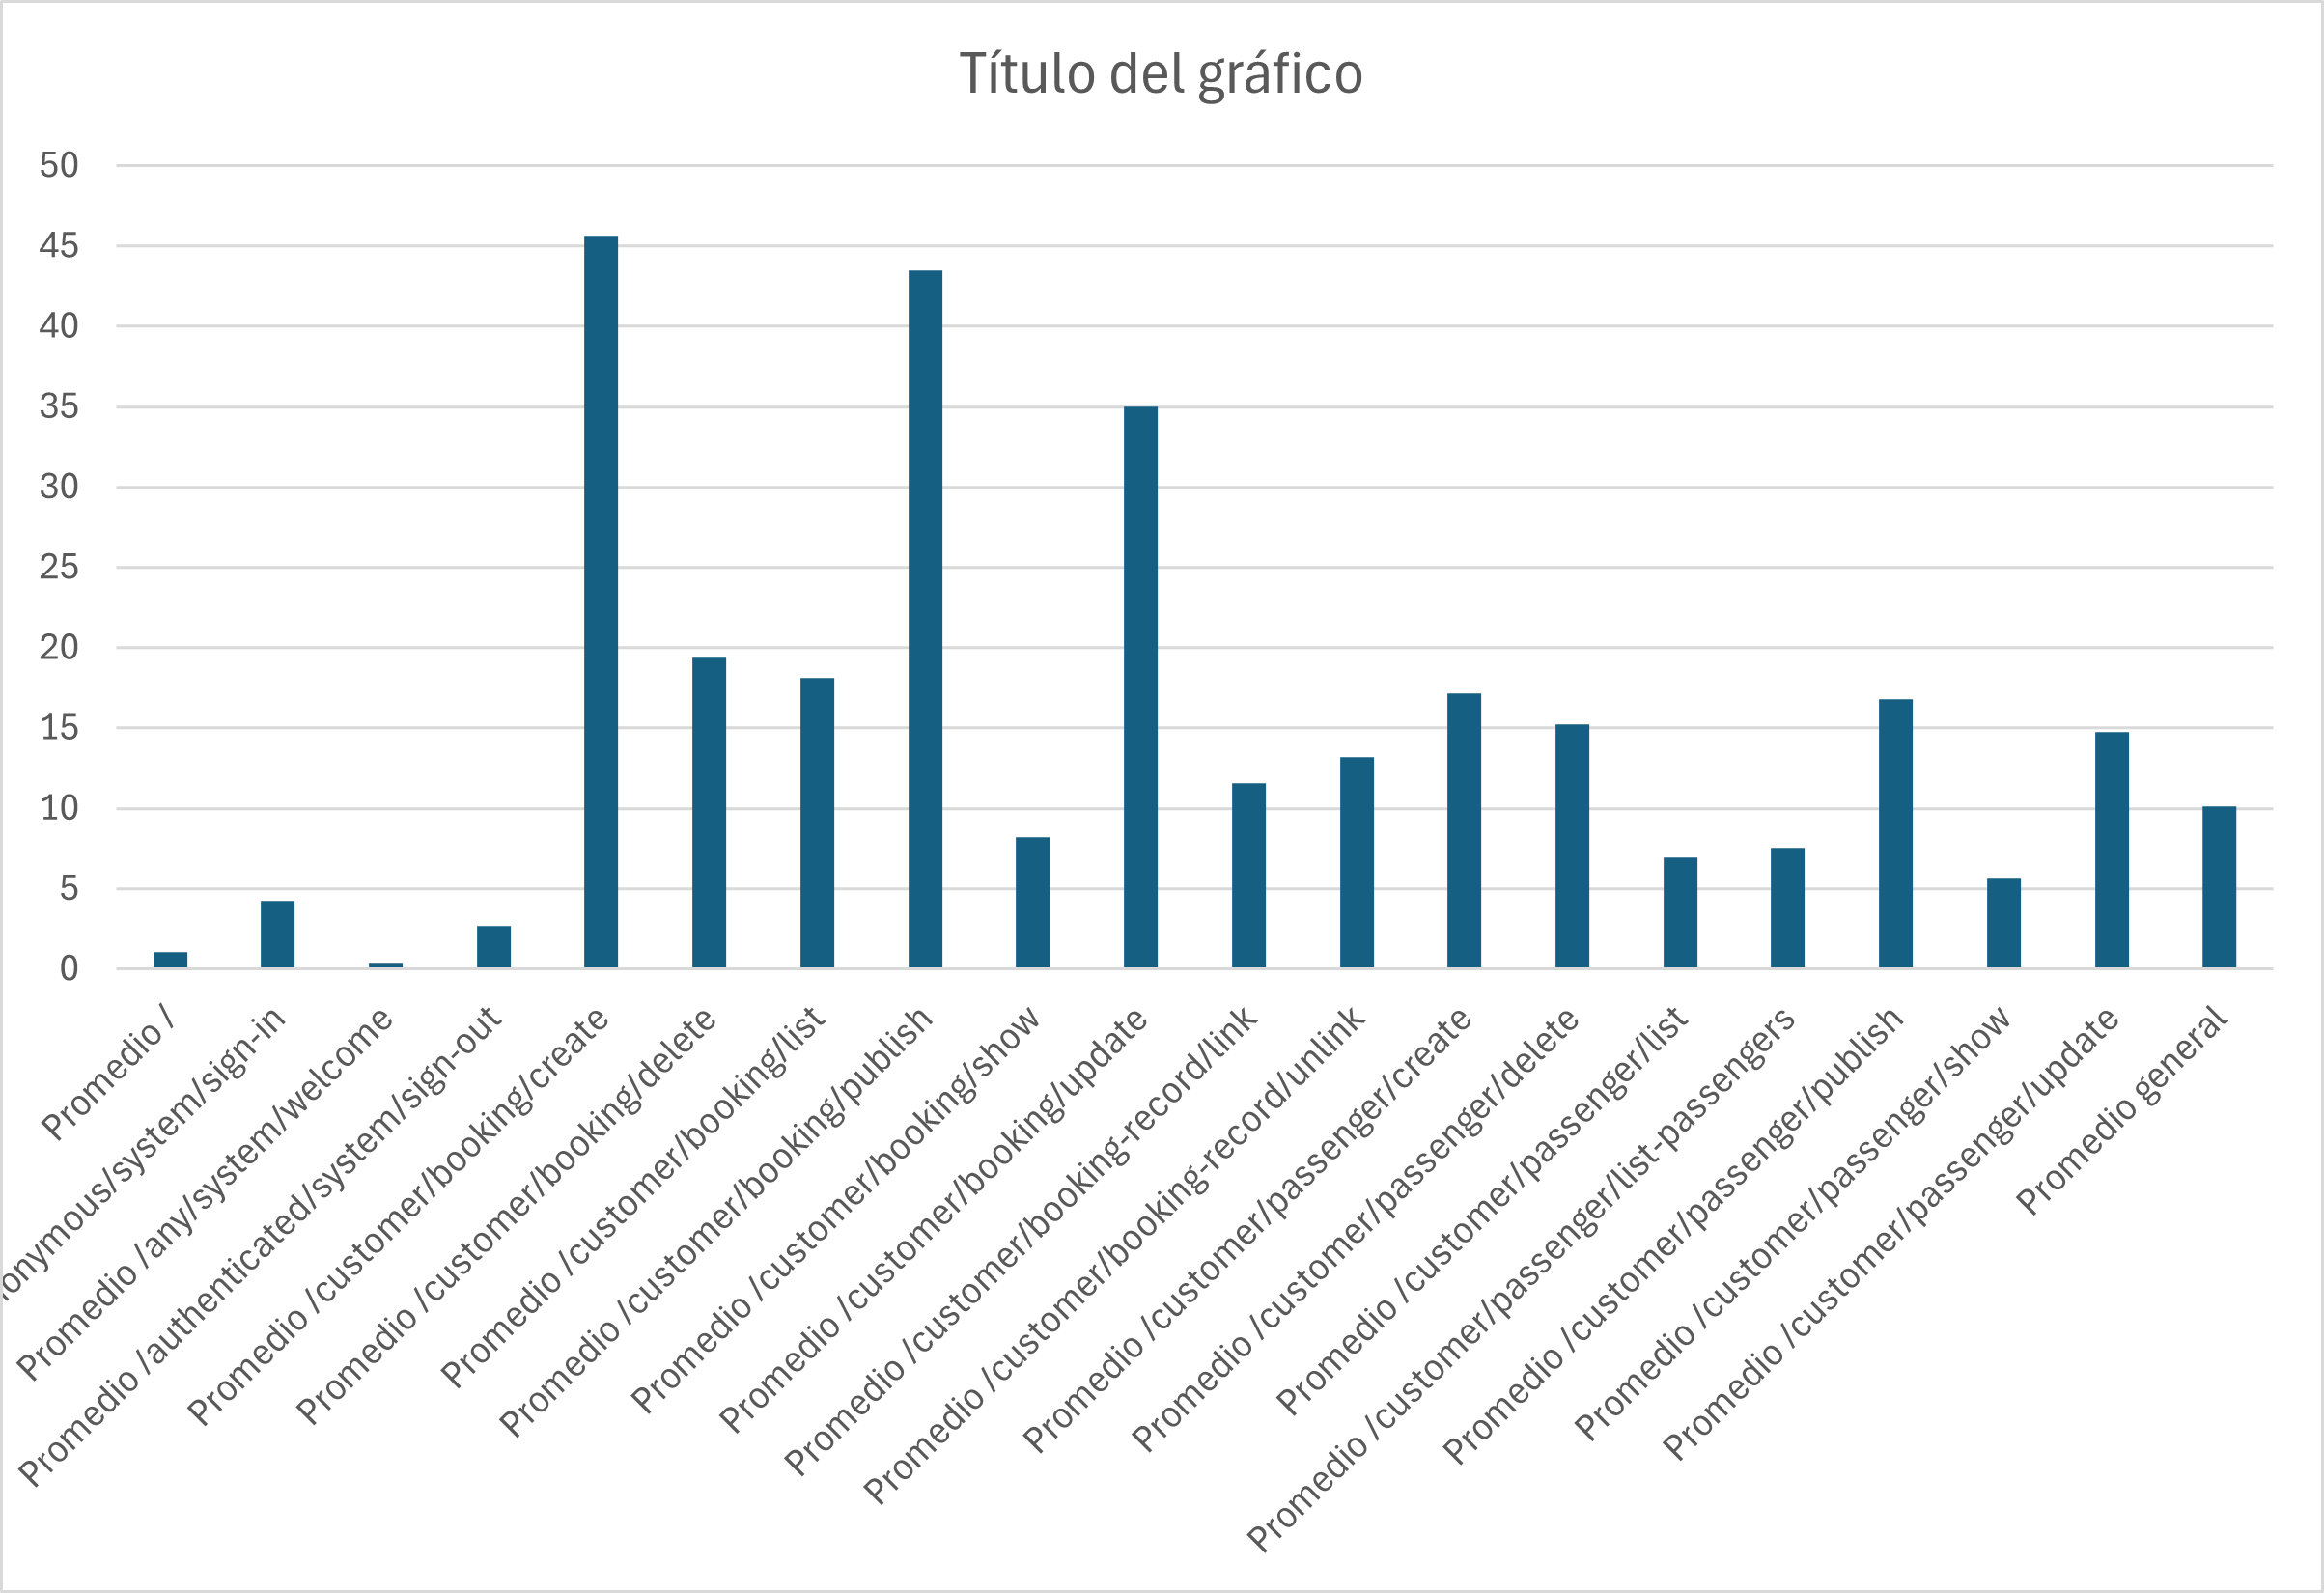 Título del gráfico
50
45
40
35
30
25
20
15
10
5
0
Promedio /
onymous/system/sign-in
Promedio /any/system/welcome
Promedio /authenticated/system/sign-out
Promedio /customer/booking/create
Promedio /customer/booking/delete
Promedio /customer/booking/list
Promedio /customer/booking/publish
Promedio /customer/booking/show
Promedio /customer/booking/update
Promedio /customer/booking-record/link
Promedio /customer/booking-record/unlink
Promedio /customer/passenger/create
Promedio /customer/passenger/delete
Promedio /customer/passenger/list
Promedio /customer/passenger/list-passengers
Promedio /customer/passenger/publish
Promedio /customer/passenger/show
Promedio /customer/passenger/update
Promedio general